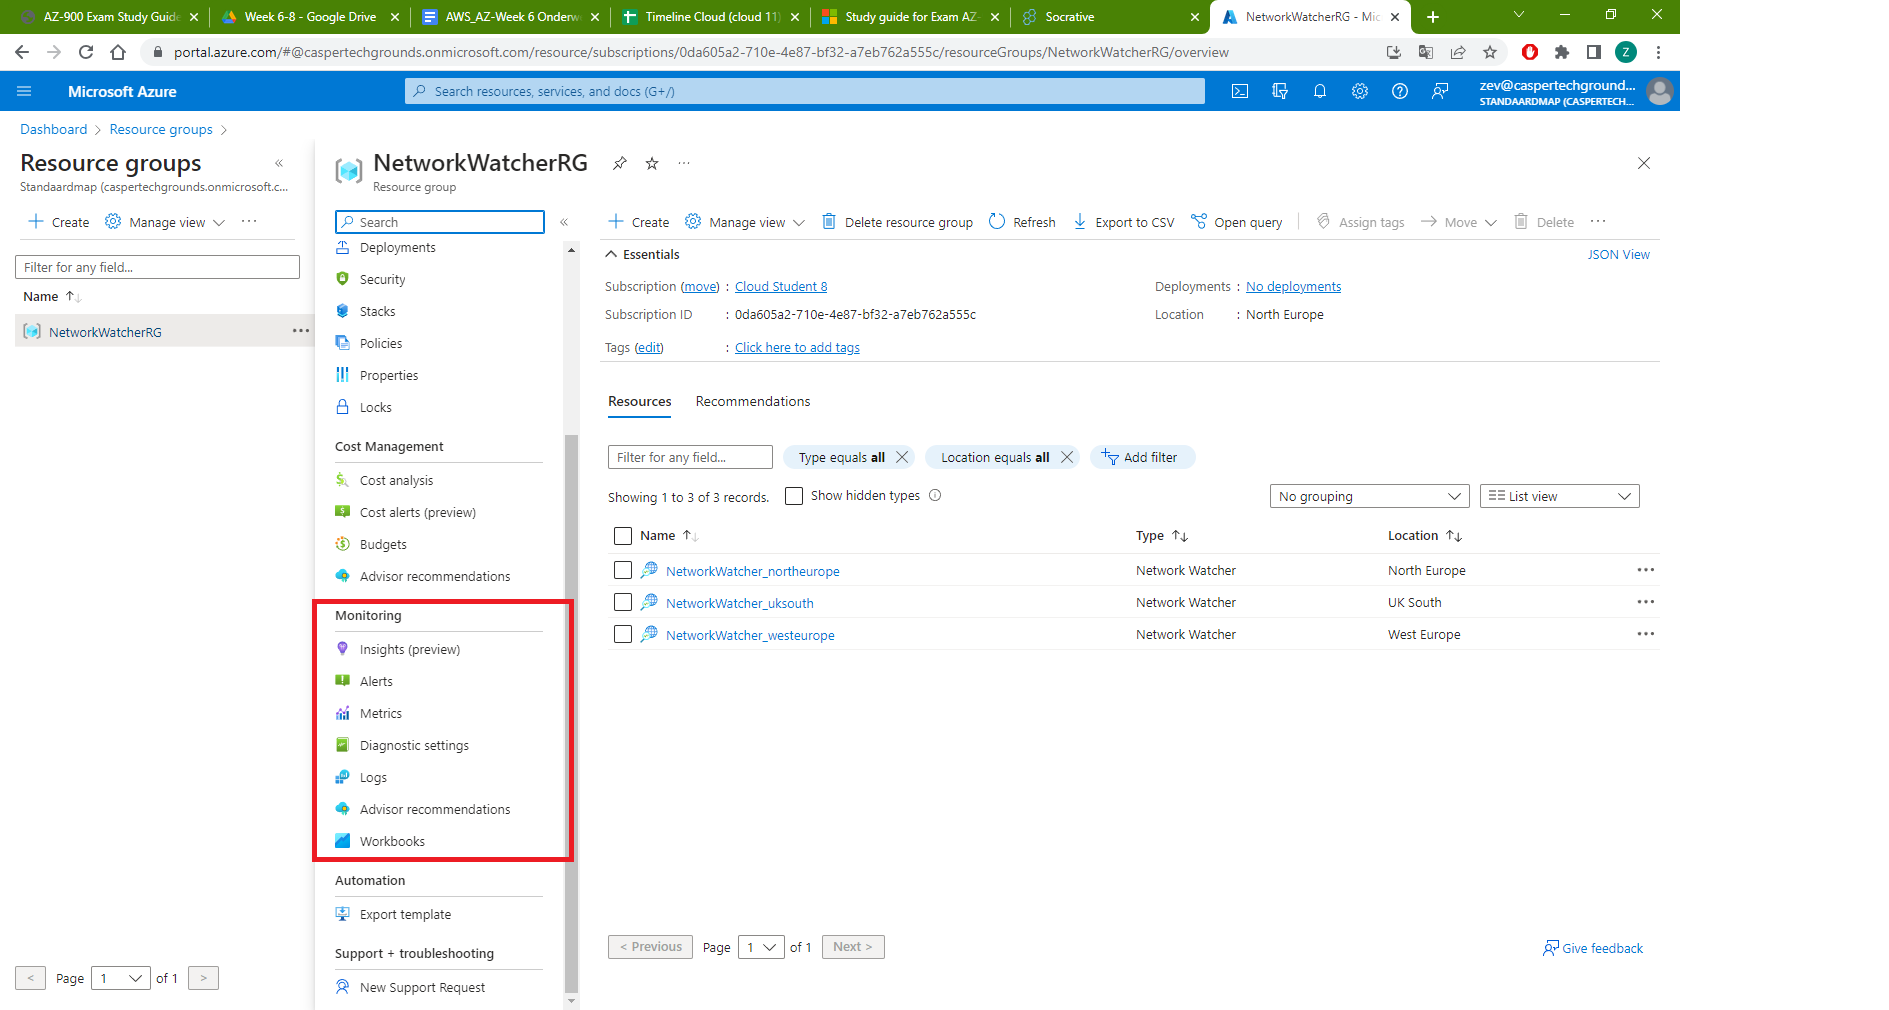 AZ-900 Exam Study Guide
Week 6-8 - Google Drive
AWS_AZ-Week 6 Onderw
Timeline Cloud (cloud 11)
Study guide for Exam AZ-
Socrative
NetworkWatcherRG - Mic
portal.azure.com/#@caspertechgrounds.onmicrosoft.com/resource/subscriptions/0da605a2-710e-4e87-bf32-a7eb762a555c/resourceGroups/NetworkWatcherRG/overview
Z
Microsoft Azure
Search resources, services, and docs (G+/)
zev@caspertechground...
STANDAARDMAP (CASPERTECH...
Dashboard > Resource groups >
Resource groups
Standaardmap (caspertechgrounds.onmicrosoft.c...
Create
Manage view
Filter for any field...
Name
NetworkWatcherRG
< Page 1 of 1 >
NetworkWatcherRG
Resource group
Search
Deployments
Security
Stacks
Policies
Properties
Locks
Cost Management
Cost analysis
Cost alerts (preview)
Budgets
Advisor recommendations
Monitoring
Insights (preview)
Alerts
Metrics
Diagnostic settings
Logs
Advisor recommendations
Workbooks
Automation
Export template
Support + troubleshooting
New Support Request
Create Manage view Delete resource group Refresh Export to CSV Open query Assign tags Move Delete
Essentials
JSON View
Subscription (move) : Cloud Student 8
Deployments : No deployments
Subscription ID : 0da605a2-710e-4e87-bf32-a7eb762a555c
Location : North Europe
Tags (edit) : Click here to add tags
Resources Recommendations
Filter for any field... Type equals all Location equals all Add filter
Showing 1 to 3 of 3 records. Show hidden types
No grouping List view
Name Type Location
NetworkWatcher_northeurope Network Watcher North Europe
NetworkWatcher_uksouth Network Watcher UK South
NetworkWatcher_westeurope Network Watcher West Europe
< Previous Page 1 of 1 Next >
Give feedback